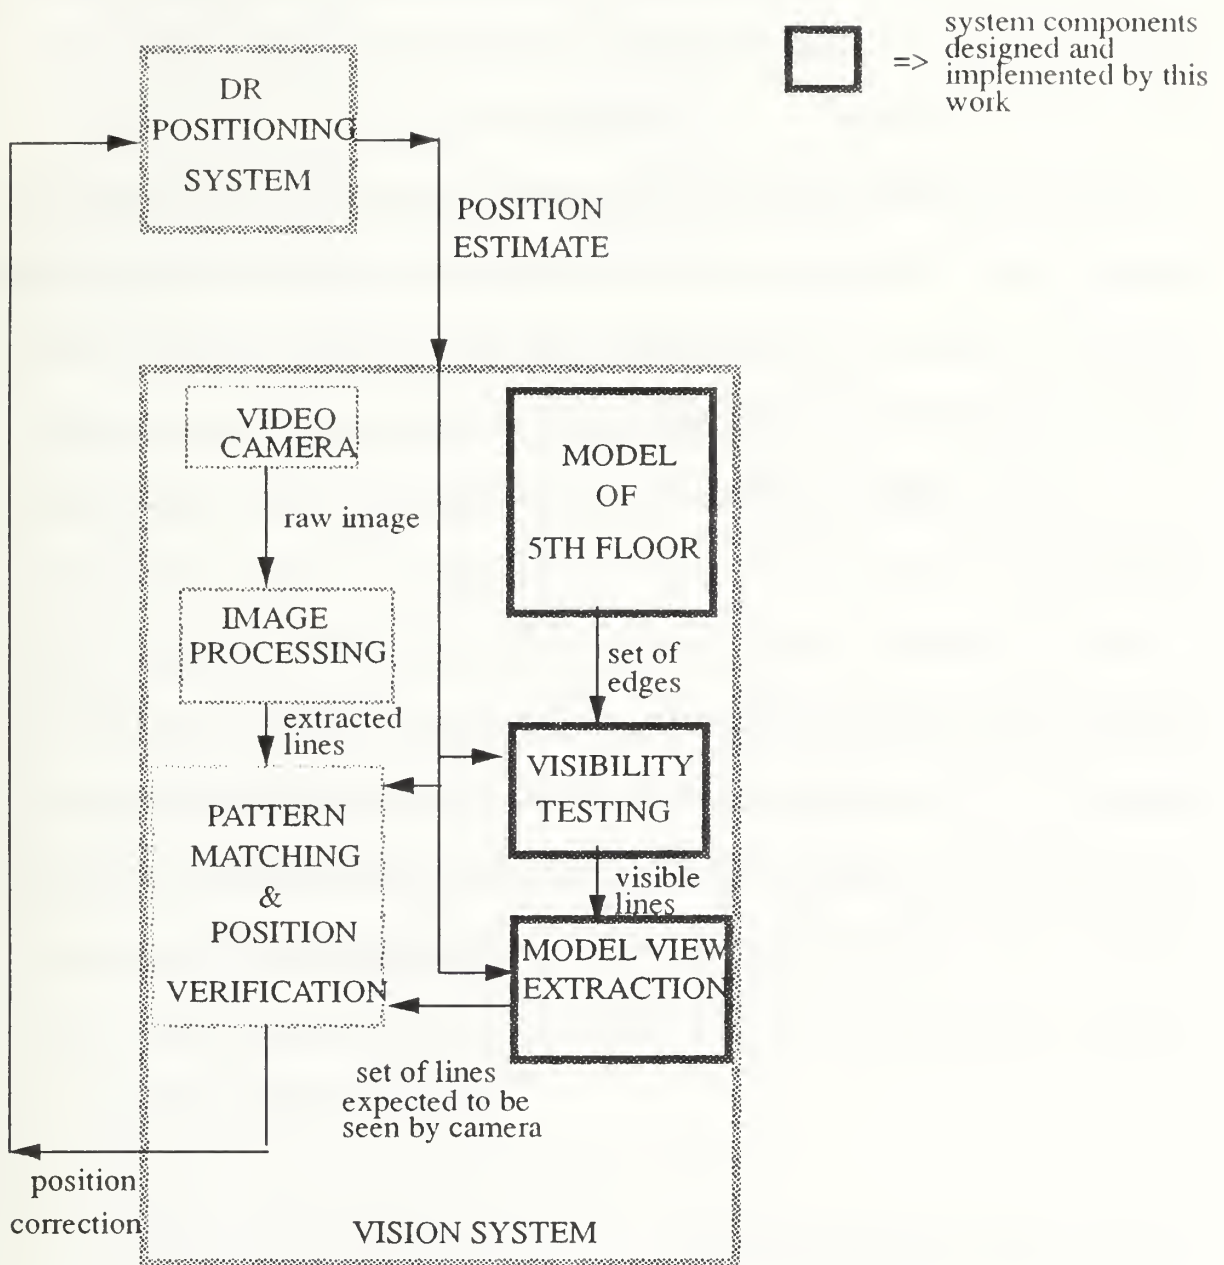 system components
designed and
=> implemented by this
work
DR
POSITIONING
SYSTEM
POSITION
ESTIMATE
VIDEO
CAMERA
raw image
IMAGE
PROCESSING
extracted
lines
PATTERN
MATCHING
&
POSITION
VERIFICATION
MODEL
OF
5TH FLOOR
set of
edges
VISIBILITY
TESTING
visible
lines
MODEL VIEW
EXTRACTION
set of lines
expected to be
seen by camera
position
correction
VISION SYSTEM